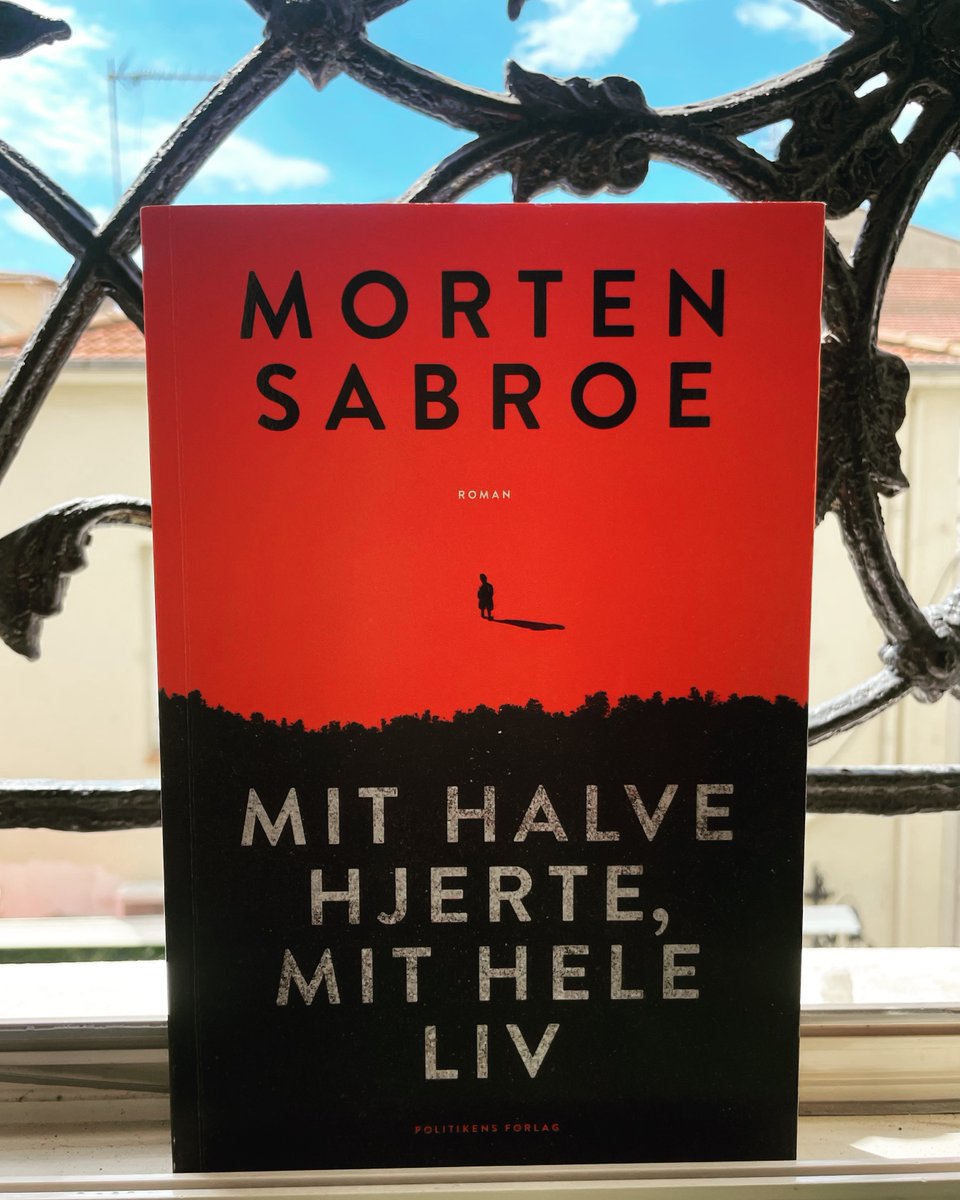 MORTEN
SABROE
ROMAN
MIT HALVE
HJERTE,
MIT HELE
LIV
POLITIKENS FORLAG